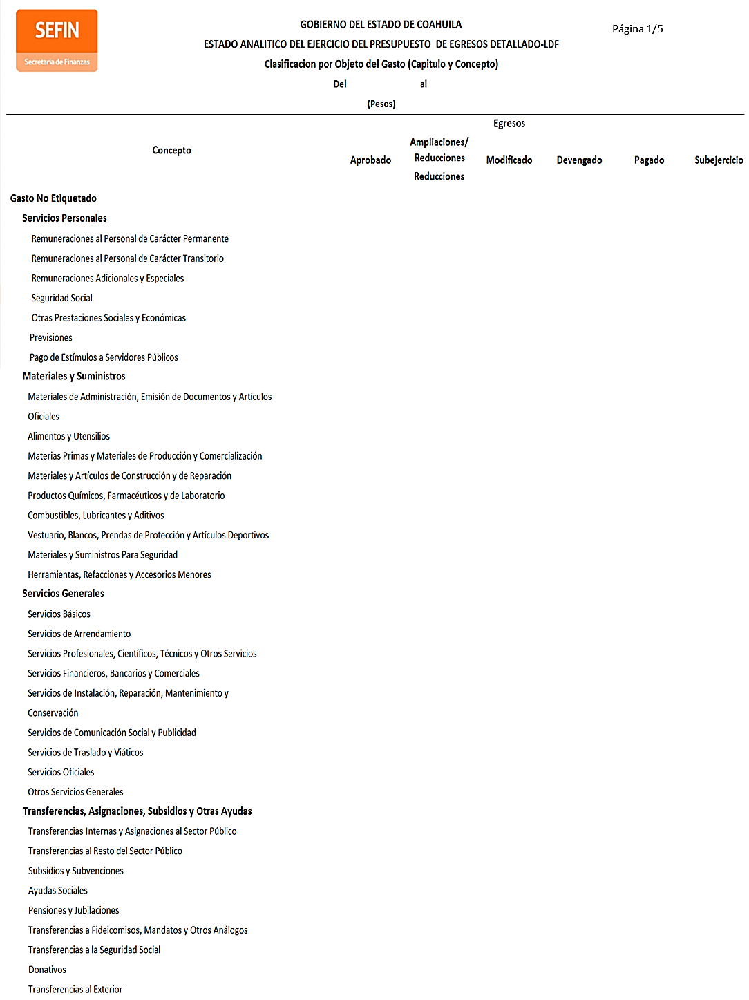 SEFIN
Secretaría de Finanzas
GOBIERNO DEL ESTADO DE COAHUILA
Página 1/5
ESTADO ANALITICO DEL EJERCICIO DEL PRESUPUESTO DE EGRESOS DETALLADO-LDF
Clasificacion por Objeto del Gasto (Capitulo y Concepto)
Del al
(Pesos)
Egresos
Concepto
Aprobado
Ampliaciones/
Reducciones
Reducciones
Modificado
Devengado
Pagado
Subejercicio
Gasto No Etiquetado
Servicios Personales
Remuneraciones al Personal de Carácter Permanente
Remuneraciones al Personal de Carácter Transitorio
Remuneraciones Adicionales y Especiales
Seguridad Social
Otras Prestaciones Sociales y Económicas
Previsiones
Pago de Estímulos a Servidores Públicos
Materiales y Suministros
Materiales de Administración, Emisión de Documentos y Artículos
Oficiales
Alimentos y Utensilios
Materias Primas y Materiales de Producción y Comercialización
Materiales y Artículos de Construcción y de Reparación
Productos Químicos, Farmacéuticos y de Laboratorio
Combustibles, Lubricantes y Aditivos
Vestuario, Blancos, Prendas de Protección y Artículos Deportivos
Materiales y Suministros Para Seguridad
Herramientas, Refacciones y Accesorios Menores
Servicios Generales
Servicios Básicos
Servicios de Arrendamiento
Servicios Profesionales, Científicos, Técnicos y Otros Servicios
Servicios Financieros, Bancarios y Comerciales
Servicios de Instalación, Reparación, Mantenimiento y
Conservación
Servicios de Comunicación Social y Publicidad
Servicios de Traslado y Viáticos
Servicios Oficiales
Otros Servicios Generales
Transferencias, Asignaciones, Subsidios y Otras Ayudas
Transferencias Internas y Asignaciones al Sector Público
Transferencias al Resto del Sector Público
Subsidios y Subvenciones
Ayudas Sociales
Pensiones y Jubilaciones
Transferencias a Fideicomisos, Mandatos y Otros Análogos
Transferencias a la Seguridad Social
Donativos
Transferencias al Exterior